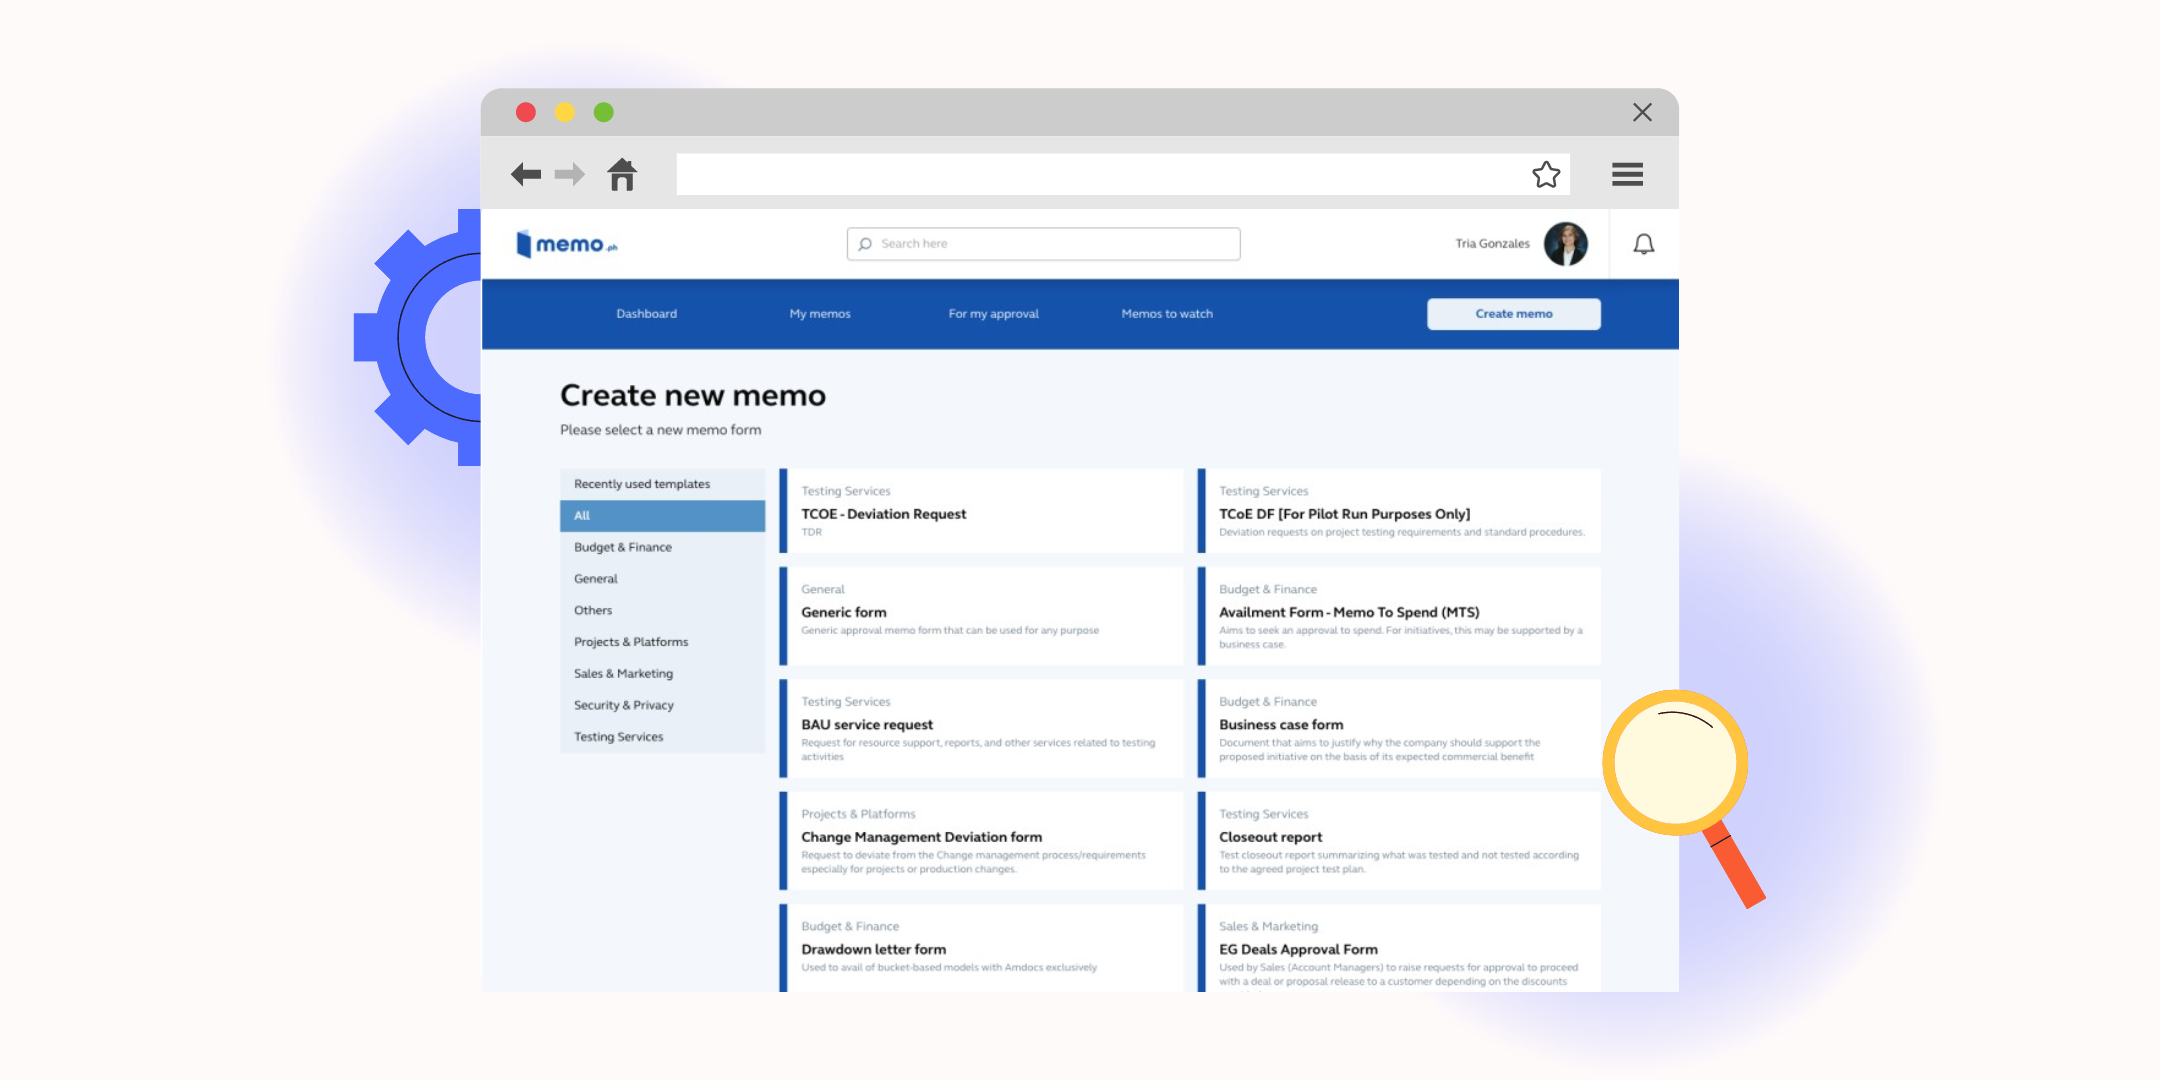 memo.ph
Search here
Tria Gonzales
Dashboard
My memos
For my approval
Memos to watch
Create memo
Create new memo
Please select a new memo form
Recently used templates
All
Budget & Finance
General
Others
Projects & Platforms
Sales & Marketing
Security & Privacy
Testing Services
Testing Services
TCOE - Deviation Request
TDR
Testing Services
TCoE DF [For Pilot Run Purposes Only]
Deviation requests on project testing requirements and standard procedures.
General
Generic form
Generic approval memo form that can be used for any purpose
Budget & Finance
Availment Form - Memo To Spend (MTS)
Aims to seek an approval to spend. For initiatives, this may be supported by a
business case.
Testing Services
BAU service request
Request for resource support, reports, and other services related to testing
activities
Budget & Finance
Business case form
Document that aims to justify why the company should support the
proposed initiative on the basis of its expected commercial benefit
Projects & Platforms
Change Management Deviation form
Request to deviate from the Change management process/requirements
especially for projects or production changes.
Testing Services
Closeout report
Test closeout report summarizing what was tested and not tested according
to the agreed project test plan.
Budget & Finance
Drawdown letter form
Used to avail of bucket-based models with Amdocs exclusively
Sales & Marketing
EG Deals Approval Form
Used by Sales (Account Managers) to raise requests for approval to proceed
with a deal or proposal release to a customer depending on the discounts